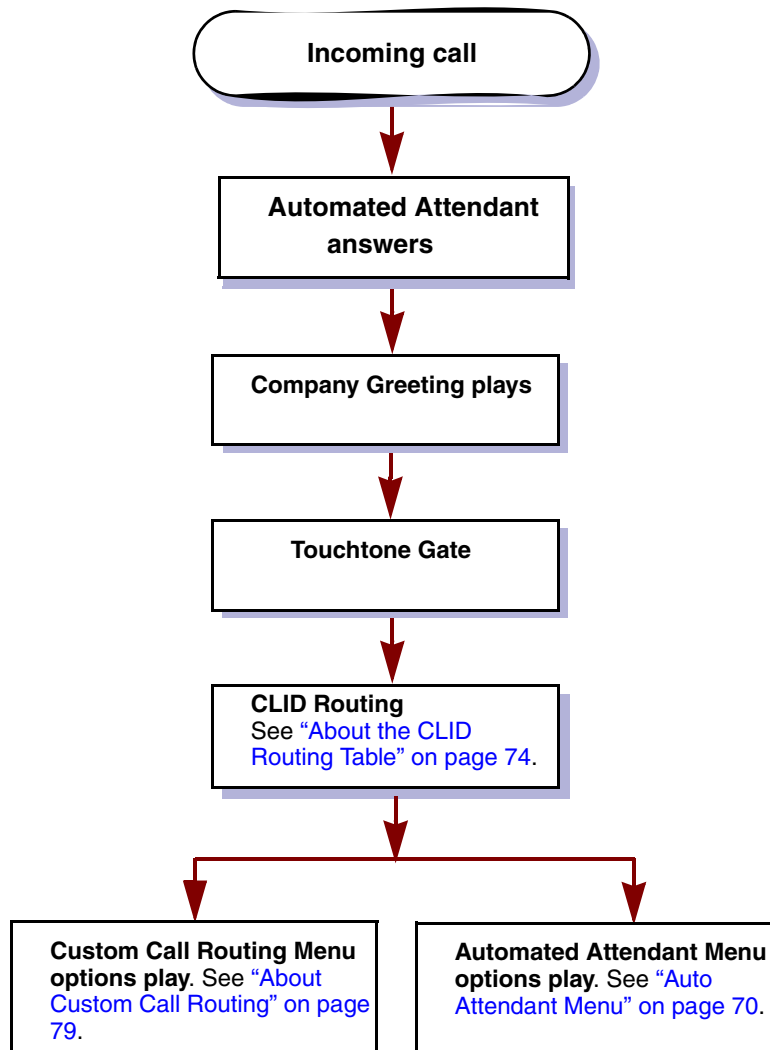 Incoming call
Automated Attendant
answers
Company Greeting plays
Touchtone Gate
CLID Routing
See “About the CLID
Routing Table” on page 74.
Custom Call Routing Menu
options play. See “About
Custom Call Routing” on page
79.
Automated Attendant Menu
options play. See “Auto
Attendant Menu” on page 70.